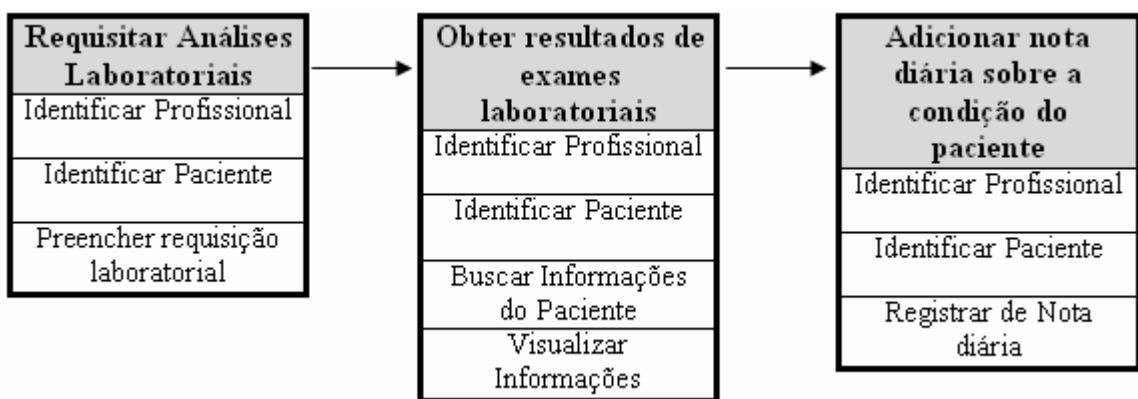 Requisitar Análises
Laboratoriais
Identificar Profissional
Identificar Paciente
Preencher requisição
laboratorial
Obter resultados de
exames
laboratoriais
Identificar Profissional
Identificar Paciente
Buscar Informações
do Paciente
Visualizar
Informações
Adicionar nota
diária sobre a
condição do
paciente
Identificar Profissional
Identificar Paciente
Registrar de Nota
diária